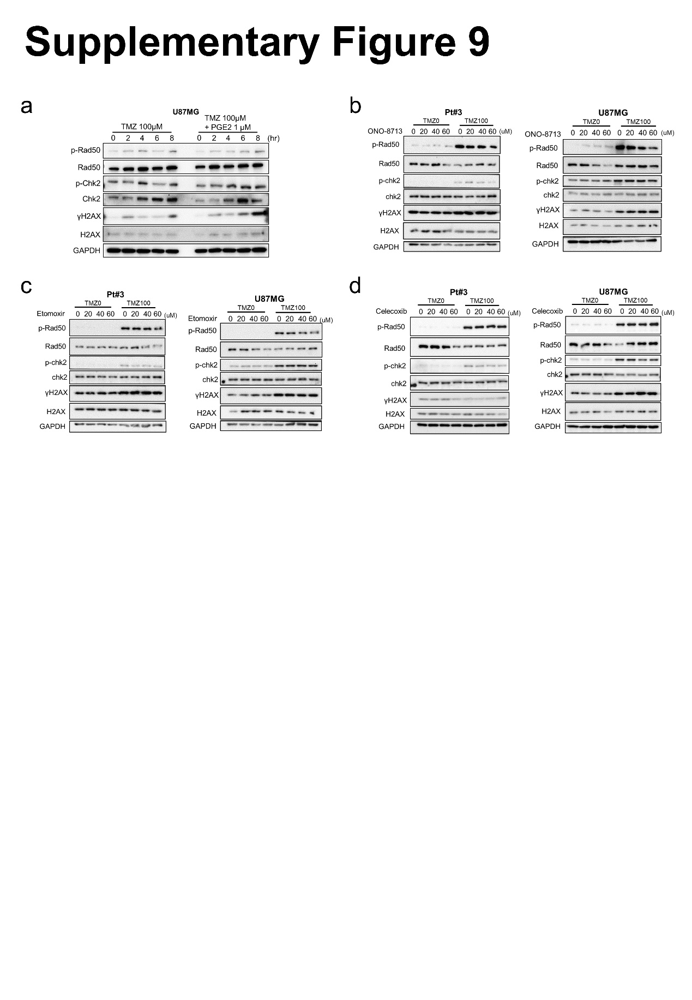 Supplementary Figure 9
a
U87MG
TMZ 100μM
TMZ 100μM
+ PGE2 1 μM
0 2 4 6 8 0 2 4 6 8 (hr)
p-Rad50
Rad50
p-Chk2
Chk2
γH2AX
H2AX
GAPDH
b
Pt#3
TMZ0 TMZ100
ONO-8713 0 20 40 60 0 20 40 60 (uM)
p-Rad50
Rad50
p-chk2
chk2
γH2AX
H2AX
GAPDH
U87MG
TMZ0 TMZ100
ONO-8713 0 20 40 60 0 20 40 60 (uM)
p-Rad50
Rad50
p-chk2
chk2
γH2AX
H2AX
GAPDH
c
Pt#3
TMZ0 TMZ100
Etomoxir 0 20 40 60 0 20 40 60 (uM)
p-Rad50
Rad50
p-chk2
chk2
γH2AX
H2AX
GAPDH
U87MG
TMZ0 TMZ100
Etomoxir 0 20 40 60 0 20 40 60 (uM)
p-Rad50
Rad50
p-chk2
chk2
γH2AX
H2AX
GAPDH
d
Pt#3
TMZ0 TMZ100
Celecoxib 0 20 40 60 0 20 40 60 (uM)
p-Rad50
Rad50
p-chk2
chk2
γH2AX
H2AX
GAPDH
U87MG
TMZ0 TMZ100
Celecoxib 0 20 40 60 0 20 40 60 (uM)
p-Rad50
Rad50
p-chk2
chk2
γH2AX
H2AX
GAPDH